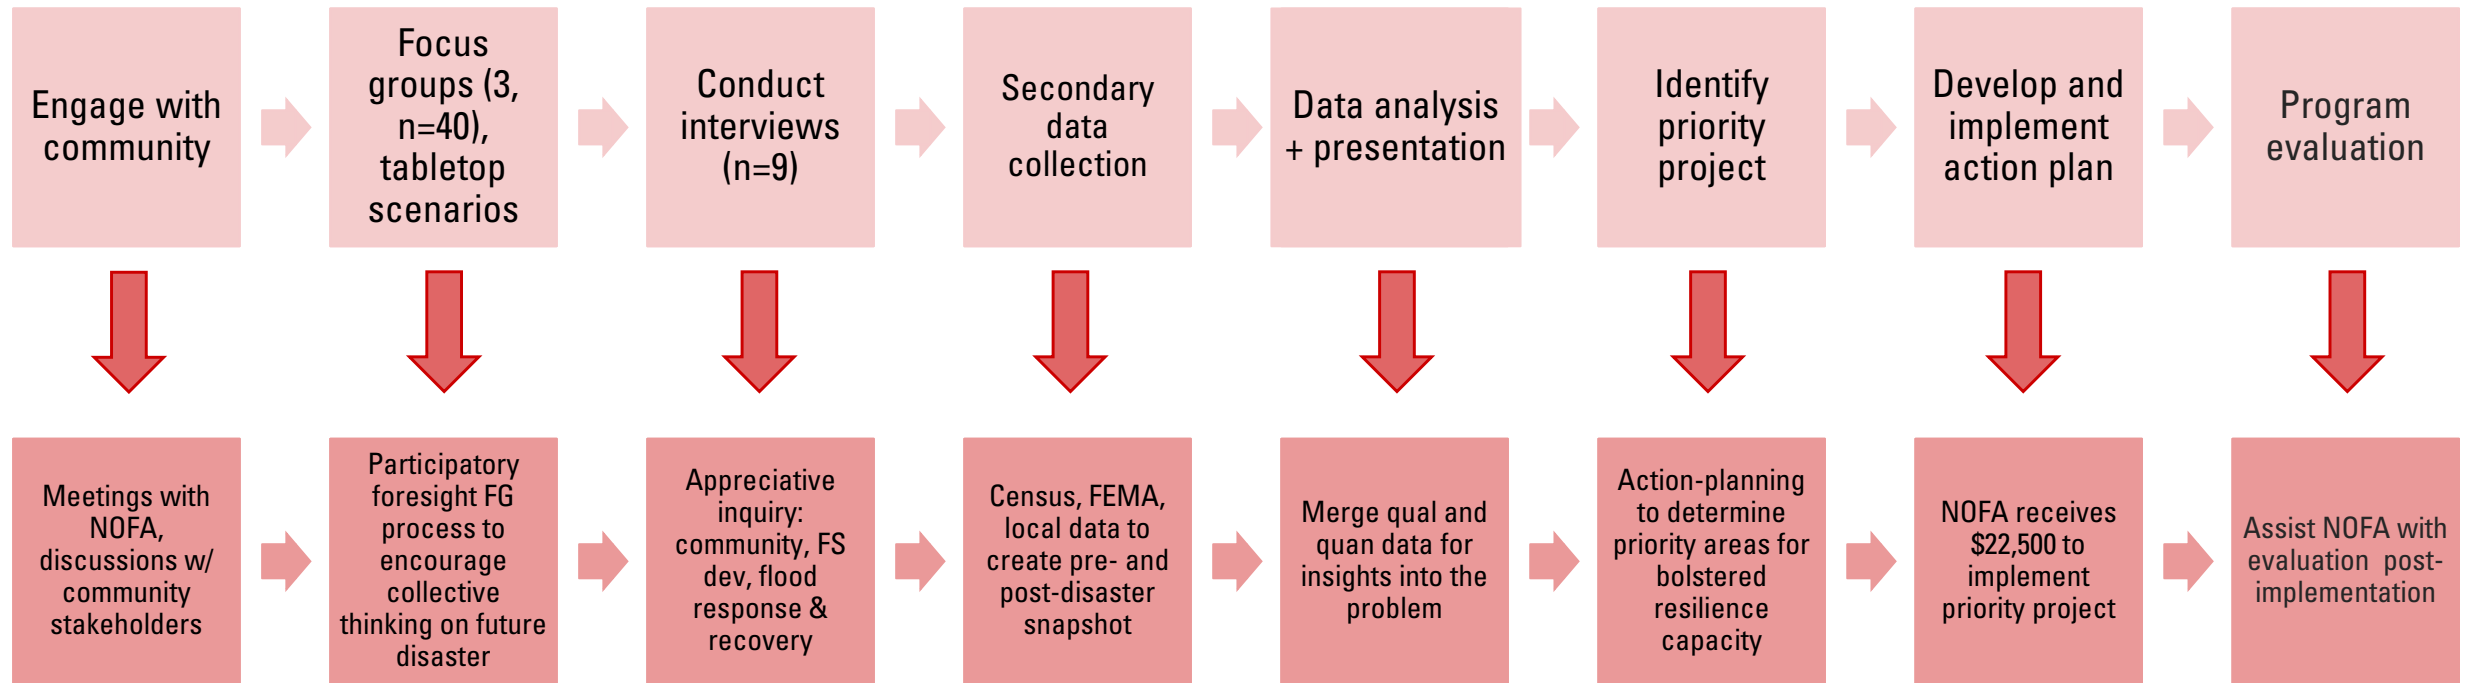 Engage with
community
Focus
groups (3,
n=40),
tabletop
scenarios
Conduct
interviews
(n=9)
Secondary
data
collection
Data analysis
+ presentation
Identify
priority
project
Develop and
implement
action plan
Program
evaluation
Meetings with
NOFA,
discussions w/
community
stakeholders
Participatory
foresight FG
process to
encourage
collective
thinking on future
disaster
Appreciative
inquiry:
community, FS
dev, flood
response &
recovery
Census, FEMA,
local data to
create pre- and
post-disaster
snapshot
Merge qual and
quan data for
insights into the
problem
Action-planning
to determine
priority areas for
bolstered
resilience
capacity
NOFA receives
$22,500 to
implement
priority project
Assist NOFA with
evaluation post-
implementation